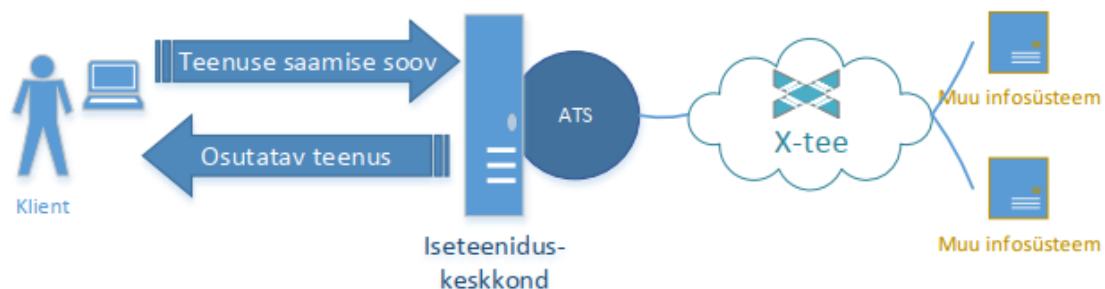 Teenuse saamise soov
Osutatav teenus
Klient
Iseteenidus-
keskkond
ATS
X-tee
Muu infosüsteem
Muu infosüsteem